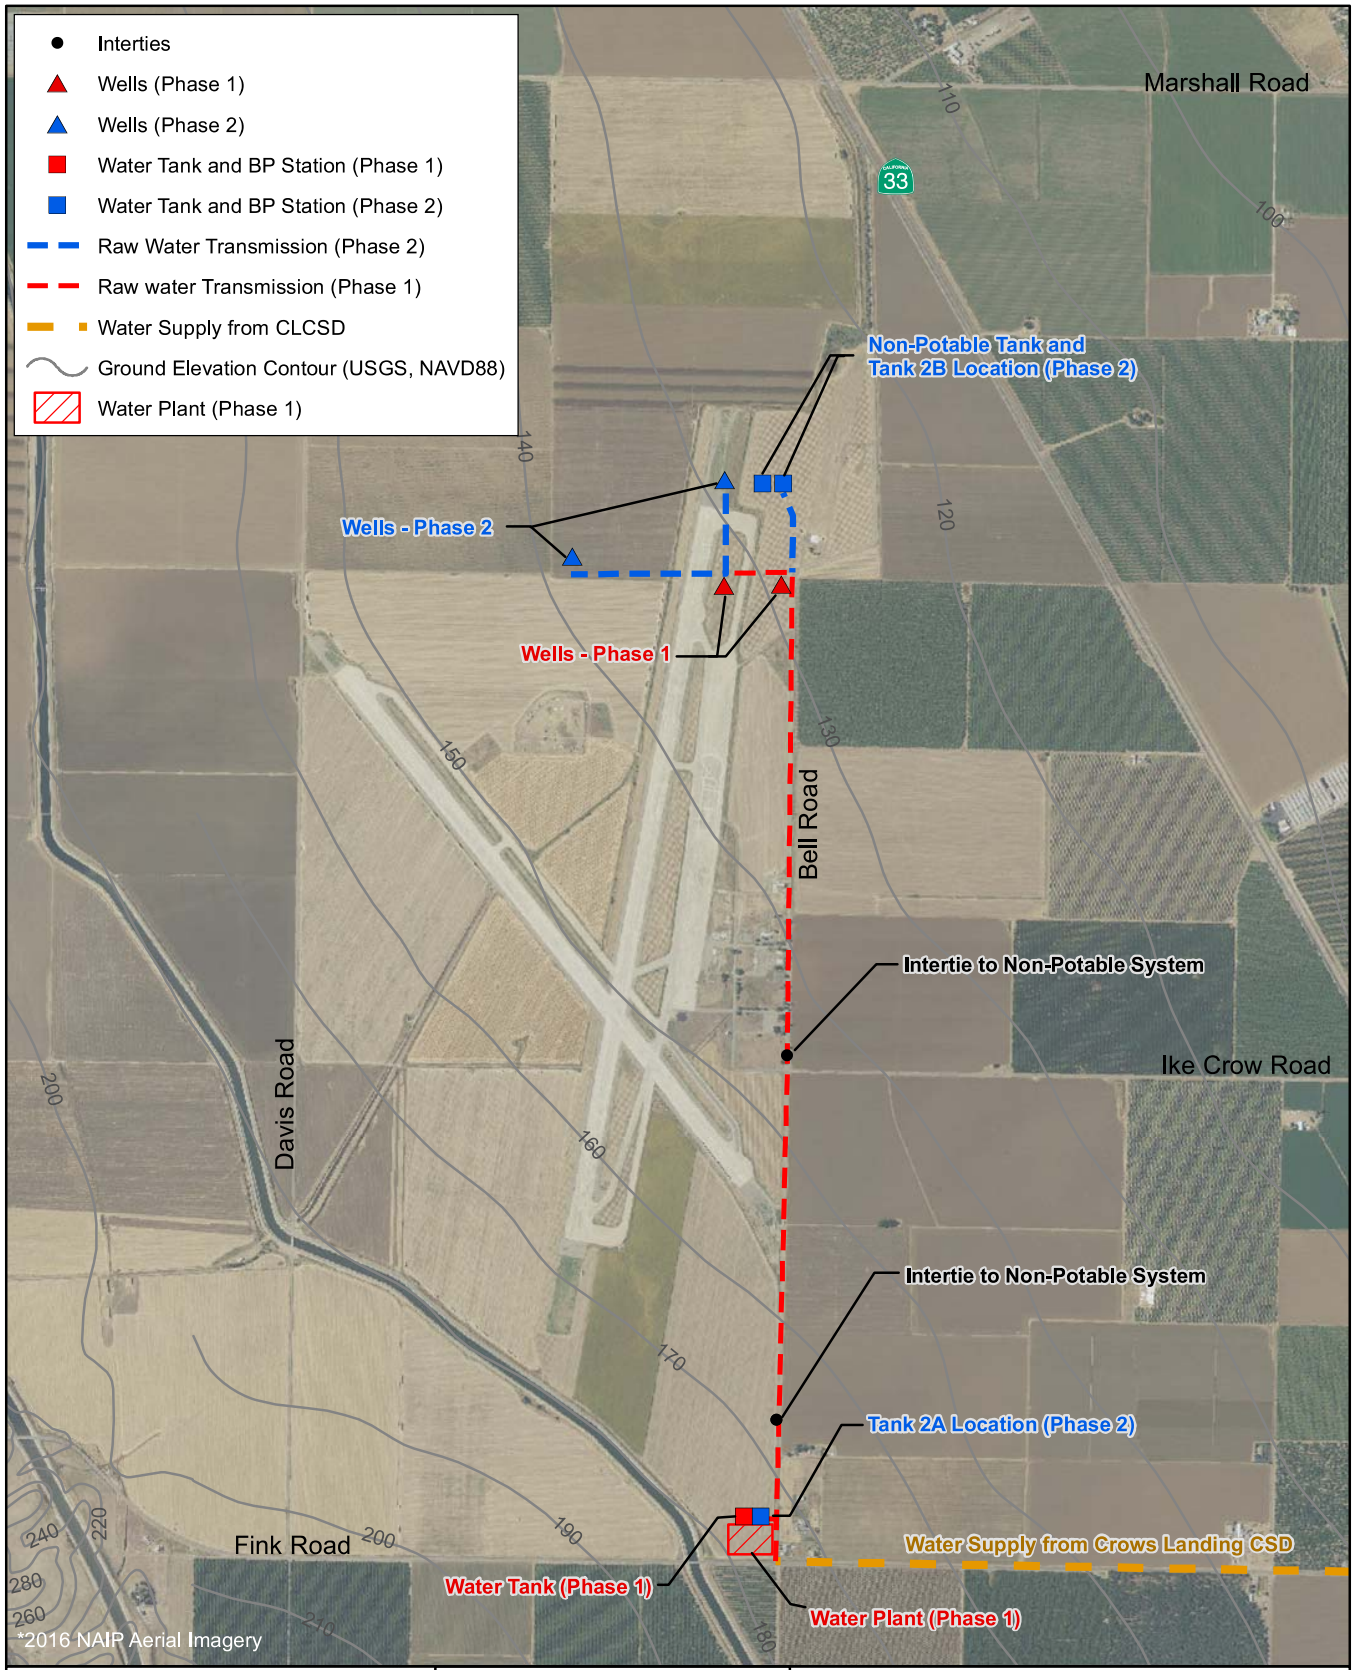 Interties
Wells (Phase 1)
Wells (Phase 2)
Water Tank and BP Station (Phase 1)
Water Tank and BP Station (Phase 2)
Raw Water Transmission (Phase 2)
Raw water Transmission (Phase 1)
Water Supply from CLCSD
Ground Elevation Contour (USGS, NAVD88)
Water Plant (Phase 1)
Marshall Road
110
CALIFORNIA
33
100
Non-Potable Tank and
Tank 2B Location (Phase 2)
140
120
Wells - Phase 2
Wells - Phase 1
130
150
Bell Road
Intertie to Non-Potable System
Ike Crow Road
200
Davis Road
160
Intertie to Non-Potable System
170
Tank 2A Location (Phase 2)
220
240
190
200
Fink Road
Water Supply from Crows Landing CSD
280
Water Tank (Phase 1)
260
210
Water Plant (Phase 1)
180
*2016 NAIP Aerial Imagery